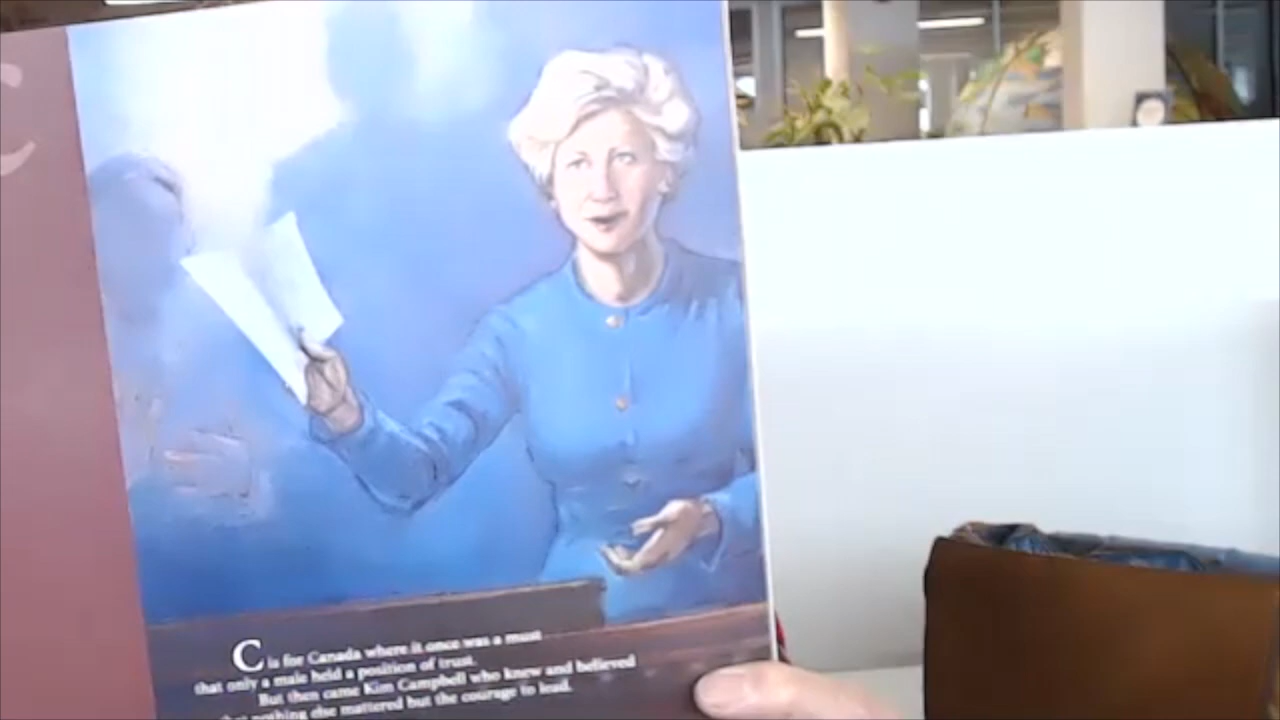 C is for Canada where it once was a must
that only a male held a position of trust.
But then came Kim Campbell who knew and believed
that nothing else mattered but the courage to lead.